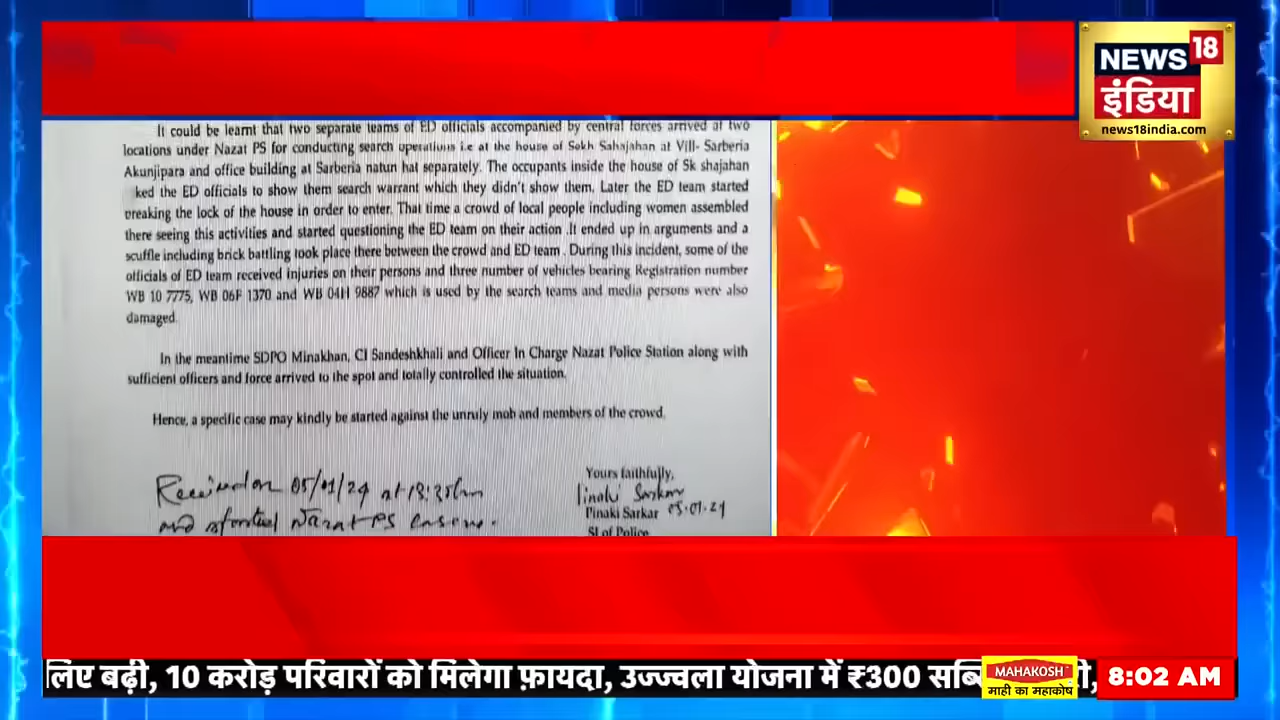 NEWS 18
इंडिया
news18india.com
It could be learnt that two separate teams of ED officials accompanied by central forces arrived at two
locations under Nazat PS for conducting search operations i.e at the house of Sekh Sahajahan at Vill- Sarberia
Akunjipara and office building at Sarberia natun hat separately. The occupants inside the house of Sk shajahan
ked the ED officials to show them search warrant which they didn't show them. Later the ED team started
breaking the lock of the house in order to enter. That time a crowd of local people including women assembled
there seeing this activities and started questioning the ED team on their action .It ended up in arguments and a
scuffle including brick battling took place there between the crowd and ED team . During this incident, some of the
officials of ED team received injuries on their persons and three number of vehicles bearing Registration number
WB 10 7775, WB 06F 1370 and WB 04H 9887 which is used by the search teams and media persons were also
damaged.
In the meantime SDPO Minakhan, CI Sandeshkhali and Officer In Charge Nazat Police Station along with
sufficient officers and force arrived to the spot and totally controlled the situation.
Hence, a specific case may kindly be started against the unruly mob and members of the crowd.
Yours faithfully,
Pinaki Sarkar
Pinaki Sarkar 05.01.24
SI of Police
Received on 05/01/24 at
and started Nazat PS
लिए बढ़ी, 10 करोड़ परिवारों को मिलेगा फ़ायदा, उज्ज्वला योजना में ₹300
MAHAKOSH
माही का महाकोष
8:02 AM